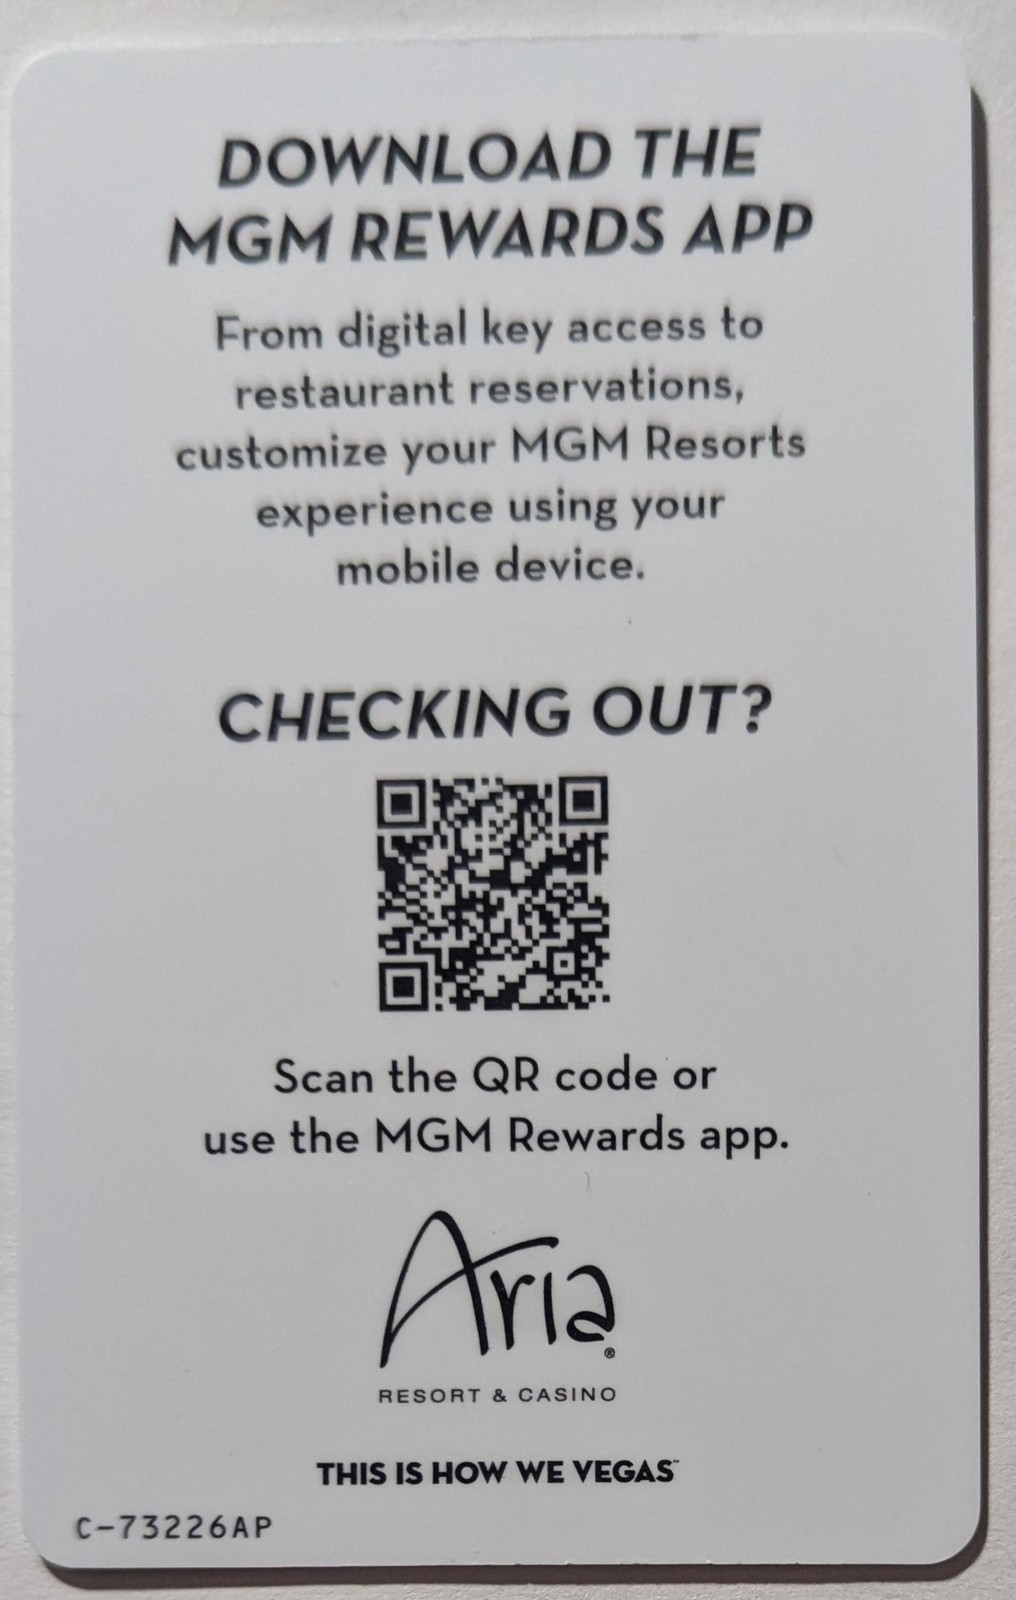 DOWNLOAD THE
MGM REWARDS APP
From digital key access to
restaurant reservations,
customize your MGM Resorts
experience using your
mobile device.
CHECKING OUT?
Scan the QR code or
use the MGM Rewards app.
Aria®
RESORT & CASINO
THIS IS HOW WE VEGAS™
C-73226AP